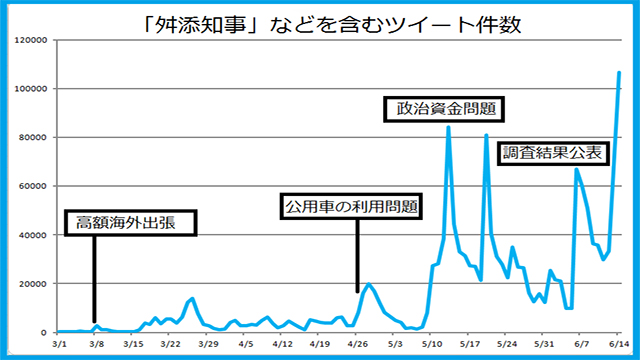 「舛添知事」などを含むツイート件数
120000
100000
80000
60000
40000
20000
0
政治資金問題
調査結果公表
公用車の利用問題
高額海外出張
3/1 3/8 3/15 3/22 3/29 4/5 4/12 4/19 4/26 5/3 5/10 5/17 5/24 5/31 6/7 6/14